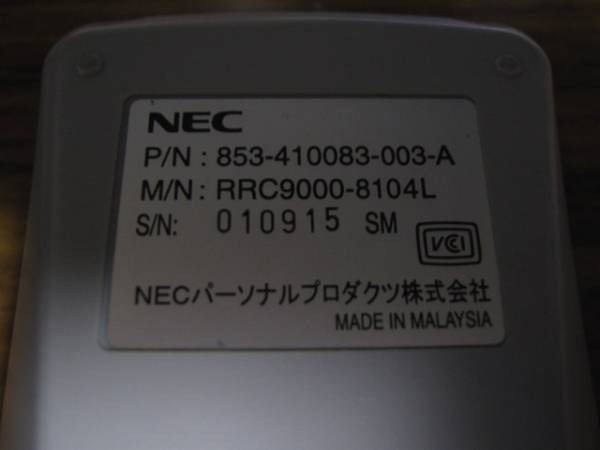 NEC
P/N : 853-410083-003-A
M/N : RRC9000-8104L
S/N: 010915 SM
VCCI
NECパーソナルプロダクツ株式会社
MADE IN MALAYSIA